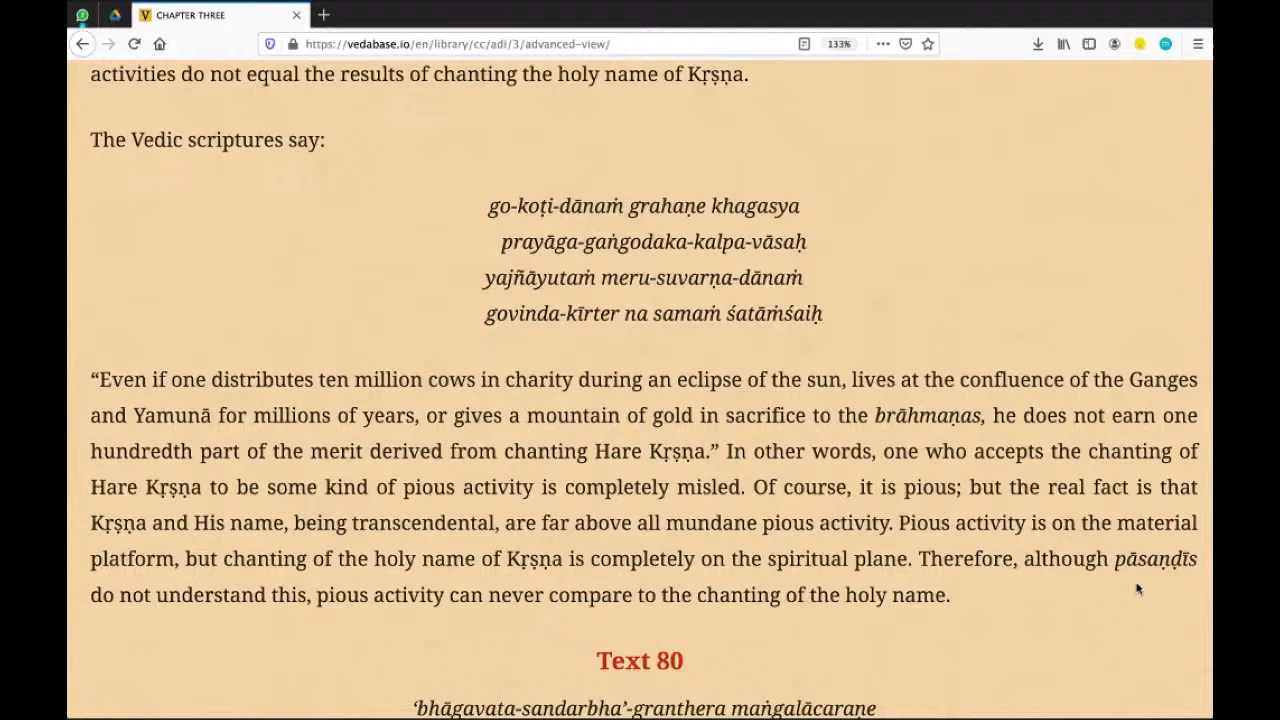 CHAPTER THREE
https://vedabase.io/en/library/cc/adi/3/advanced-view/
133%
activities do not equal the results of chanting the holy name of Kṛṣṇa.
The Vedic scriptures say:
go-koṭi-dānaṁ grahaṇe khagasya
prayāga-gaṅgodaka-kalpa-vāsaḥ
yajñāyutaṁ meru-suvarṇa-dānaṁ
govinda-kīrter na samaṁ śatāṁśaiḥ
“Even if one distributes ten million cows in charity during an eclipse of the sun, lives at the confluence of the Ganges
and Yamunā for millions of years, or gives a mountain of gold in sacrifice to the brāhmaṇas, he does not earn one
hundredth part of the merit derived from chanting Hare Kṛṣṇa.” In other words, one who accepts the chanting of
Hare Kṛṣṇa to be some kind of pious activity is completely misled. Of course, it is pious; but the real fact is that
Kṛṣṇa and His name, being transcendental, are far above all mundane pious activity. Pious activity is on the material
platform, but chanting of the holy name of Kṛṣṇa is completely on the spiritual plane. Therefore, although pāsaṇḍīs
do not understand this, pious activity can never compare to the chanting of the holy name.
Text 80
‘bhāgavata-sandarbha’-granthera maṅgalācaraṇe